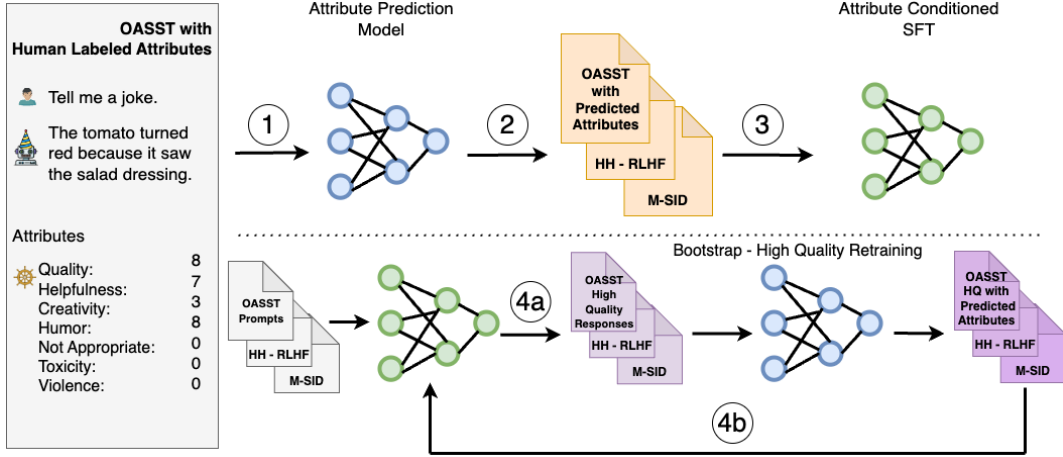 OASST with
Human Labeled Attributes
Tell me a joke.
The tomato turned
red because it saw
the salad dressing.
Attributes
Quality: 8
Helpfulness: 7
Creativity: 3
Humor: 8
Not Appropriate: 0
Toxicity: 0
Violence: 0
Attribute Prediction
Model
Attribute Conditioned
SFT
1
2
OASST
with
Predicted
Attributes
HH - RLHF
M-SID
3
Bootstrap - High Quality Retraining
OASST
Prompts
HH - RLHF
M-SID
4a
OASST
High
Quality
Responses
HH - RLHF
M-SID
OASST
HQ with
Predicted
Attributes
HH - RLHF
M-SID
4b